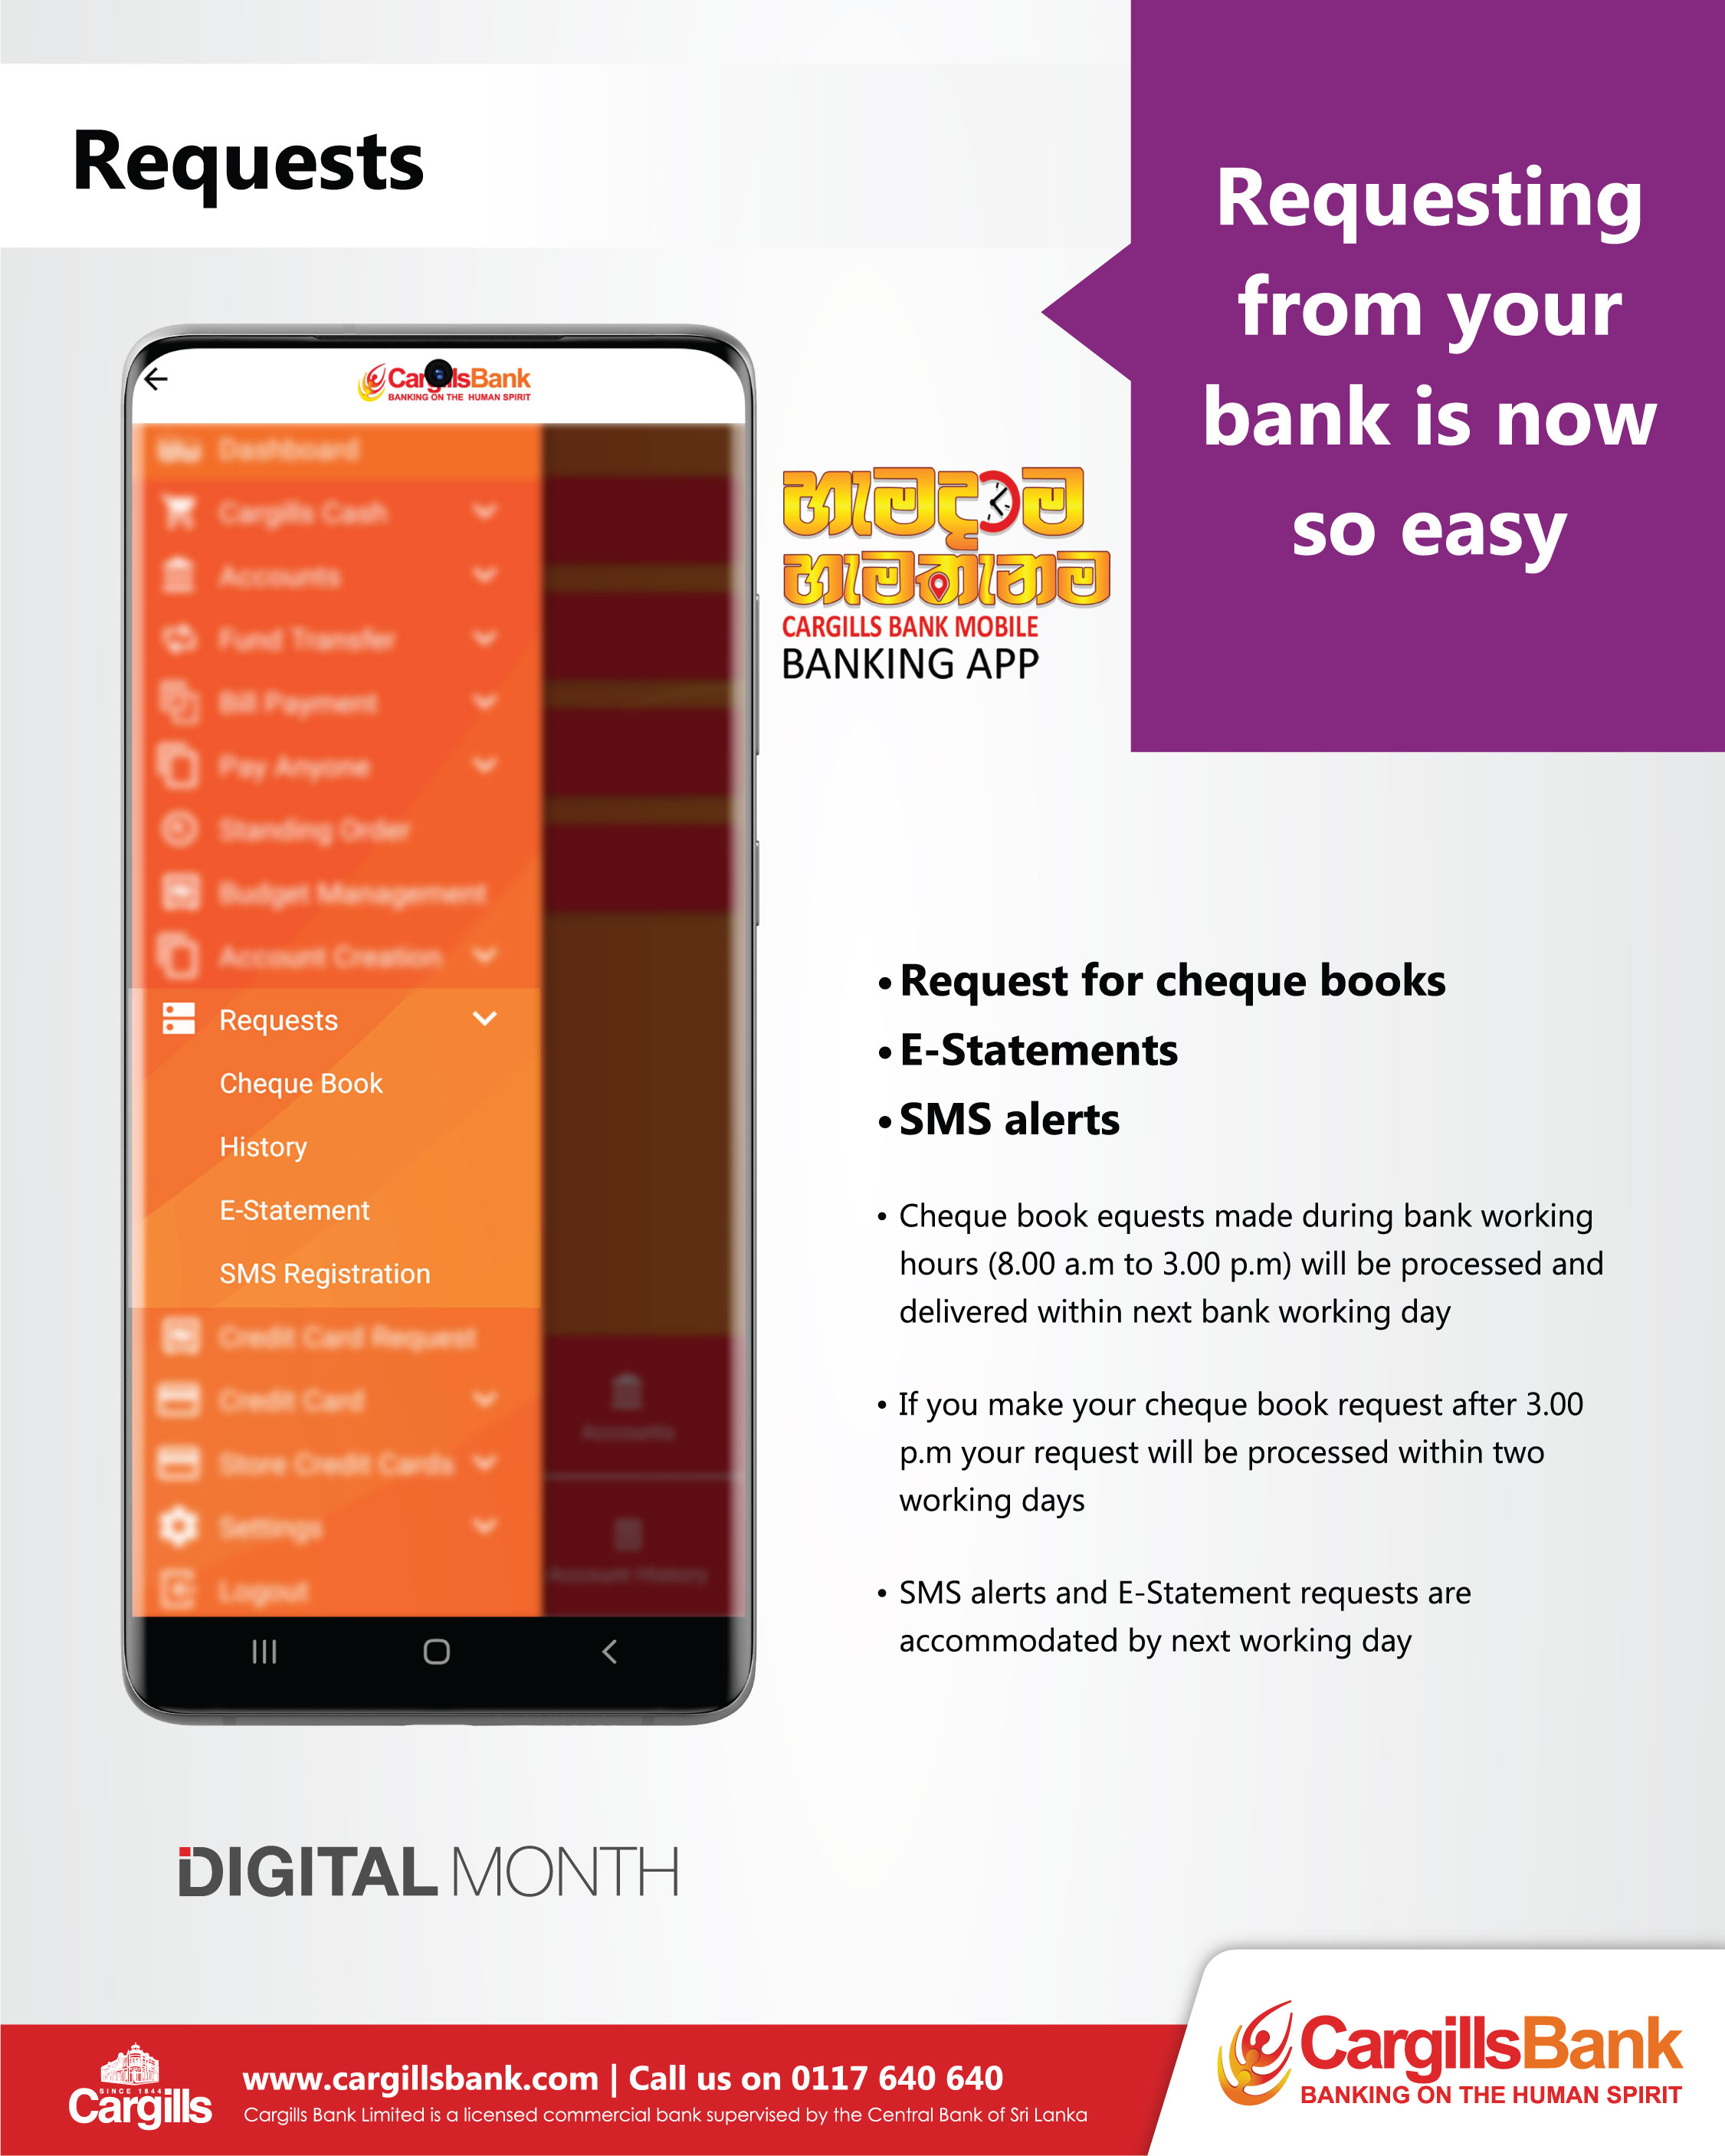 Requests
Requesting
from your
bank is now
so easy
CargillsBank
BANKING ON THE HUMAN SPIRIT
Dashboard
Cargills Cash
Accounts
Fund Transfer
Bill Payment
Pay Anyone
Standing Order
Budget Management
Account Creation
Requests
Cheque Book
History
E-Statement
SMS Registration
Credit Card Request
Credit Card
Store Credit Cards
Settings
Logout
Accounts
Account History
හැමදාම
හැමතැනම
CARGILLS BANK MOBILE
BANKING APP
• Request for cheque books
• E-Statements
• SMS alerts
• Cheque book equests made during bank working
hours (8.00 a.m to 3.00 p.m) will be processed and
delivered within next bank working day
• If you make your cheque book request after 3.00
p.m your request will be processed within two
working days
• SMS alerts and E-Statement requests are
accommodated by next working day
DIGITAL MONTH
SINCE 1844
Cargills
www.cargillsbank.com | Call us on 0117 640 640
Cargills Bank Limited is a licensed commercial bank supervised by the Central Bank of Sri Lanka
CargillsBank
BANKING ON THE HUMAN SPIRIT